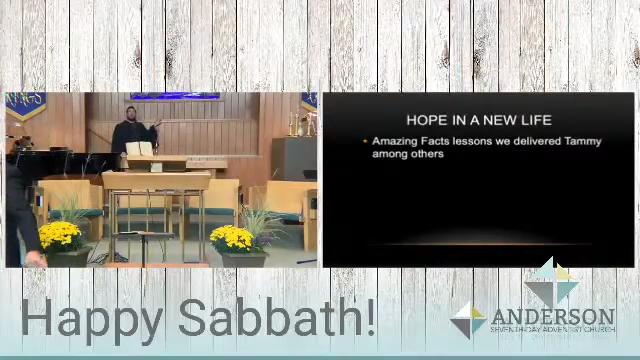 KINGS
HOPE IN A NEW LIFE
Amazing Facts lessons we delivered Tammy
among others
Happy Sabbath!
ANDERSON
SEVENTH-DAY ADVENTIST CHURCH